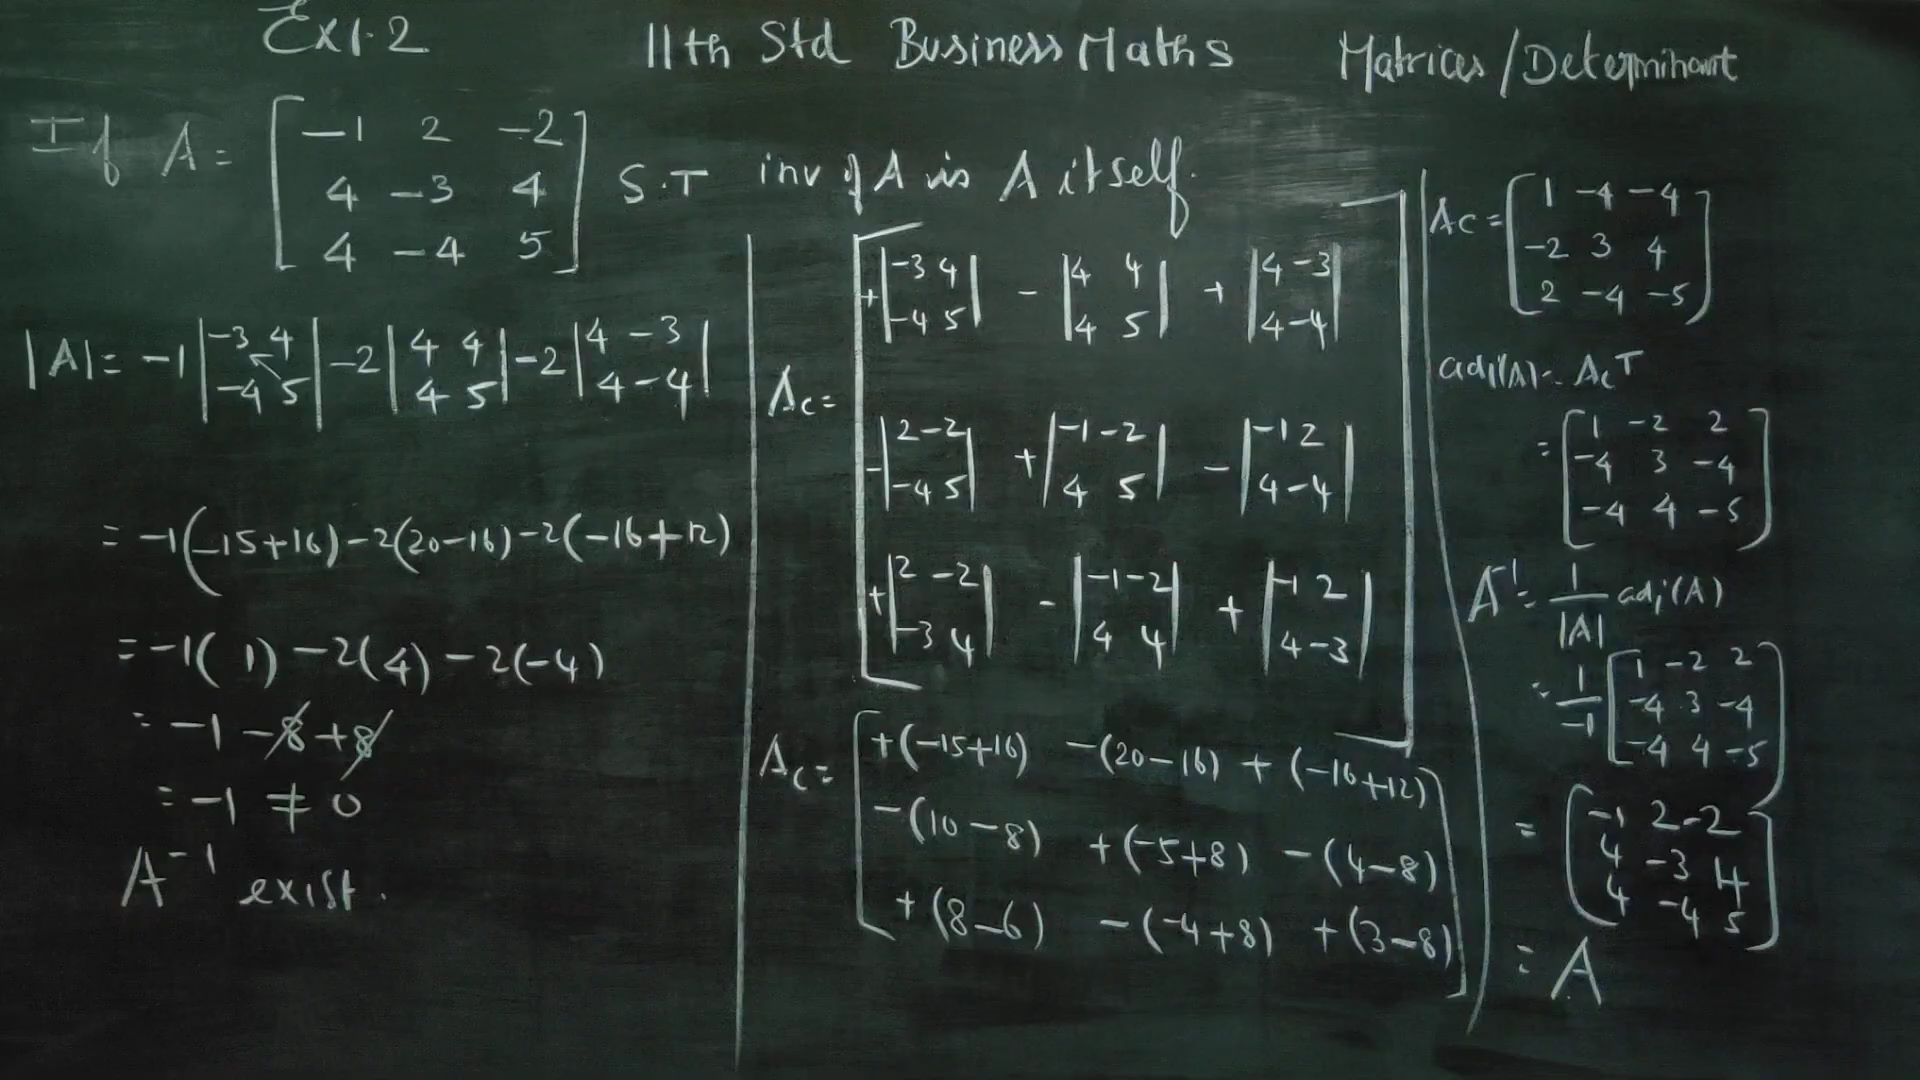 Ex 1.2 11th Std Business Maths Matrices/Determinant
If A = [ -1 2 -2
4 -3 4
4 -4 5 ] S.T inv of A is A itself.
|A| = -1 |-3 4
-4 5| -2 |4 4
4 5| -2 |4 -3
4 -4|
= -1(-15+16) -2(20-16) -2(-16+12)
= -1(1) -2(4) -2(-4)
= -1 -8 +8
= -1 ≠ 0
A⁻¹ exist.
Ac = [ +|-3 4
-4 5| - |4 4
4 5| + |4 -3
4 -4|
-|2 -2
-4 5| + |-1 -2
4 5| - |-1 2
4 -4|
+|2 -2
-3 4| - |-1 -2
4 4| + |-1 2
4 -3| ]
Ac = [ +(-15+16) -(20-16) +(-16+12)
-(10-8) +(-5+8) -(4-8)
+(8-6) -(-4+8) +(3-8) ]
Ac = [ 1 -4 -4
-2 3 4
2 -4 -5 ]
adj(A) = AcT
= [ 1 -2 2
-4 3 -4
-4 4 -5 ]
A⁻¹ = 1/|A| adj(A)
= 1/-1 [ 1 -2 2
-4 3 -4
-4 4 -5 ]
= [ -1 2 -2
4 -3 4
4 -4 5 ]
= A